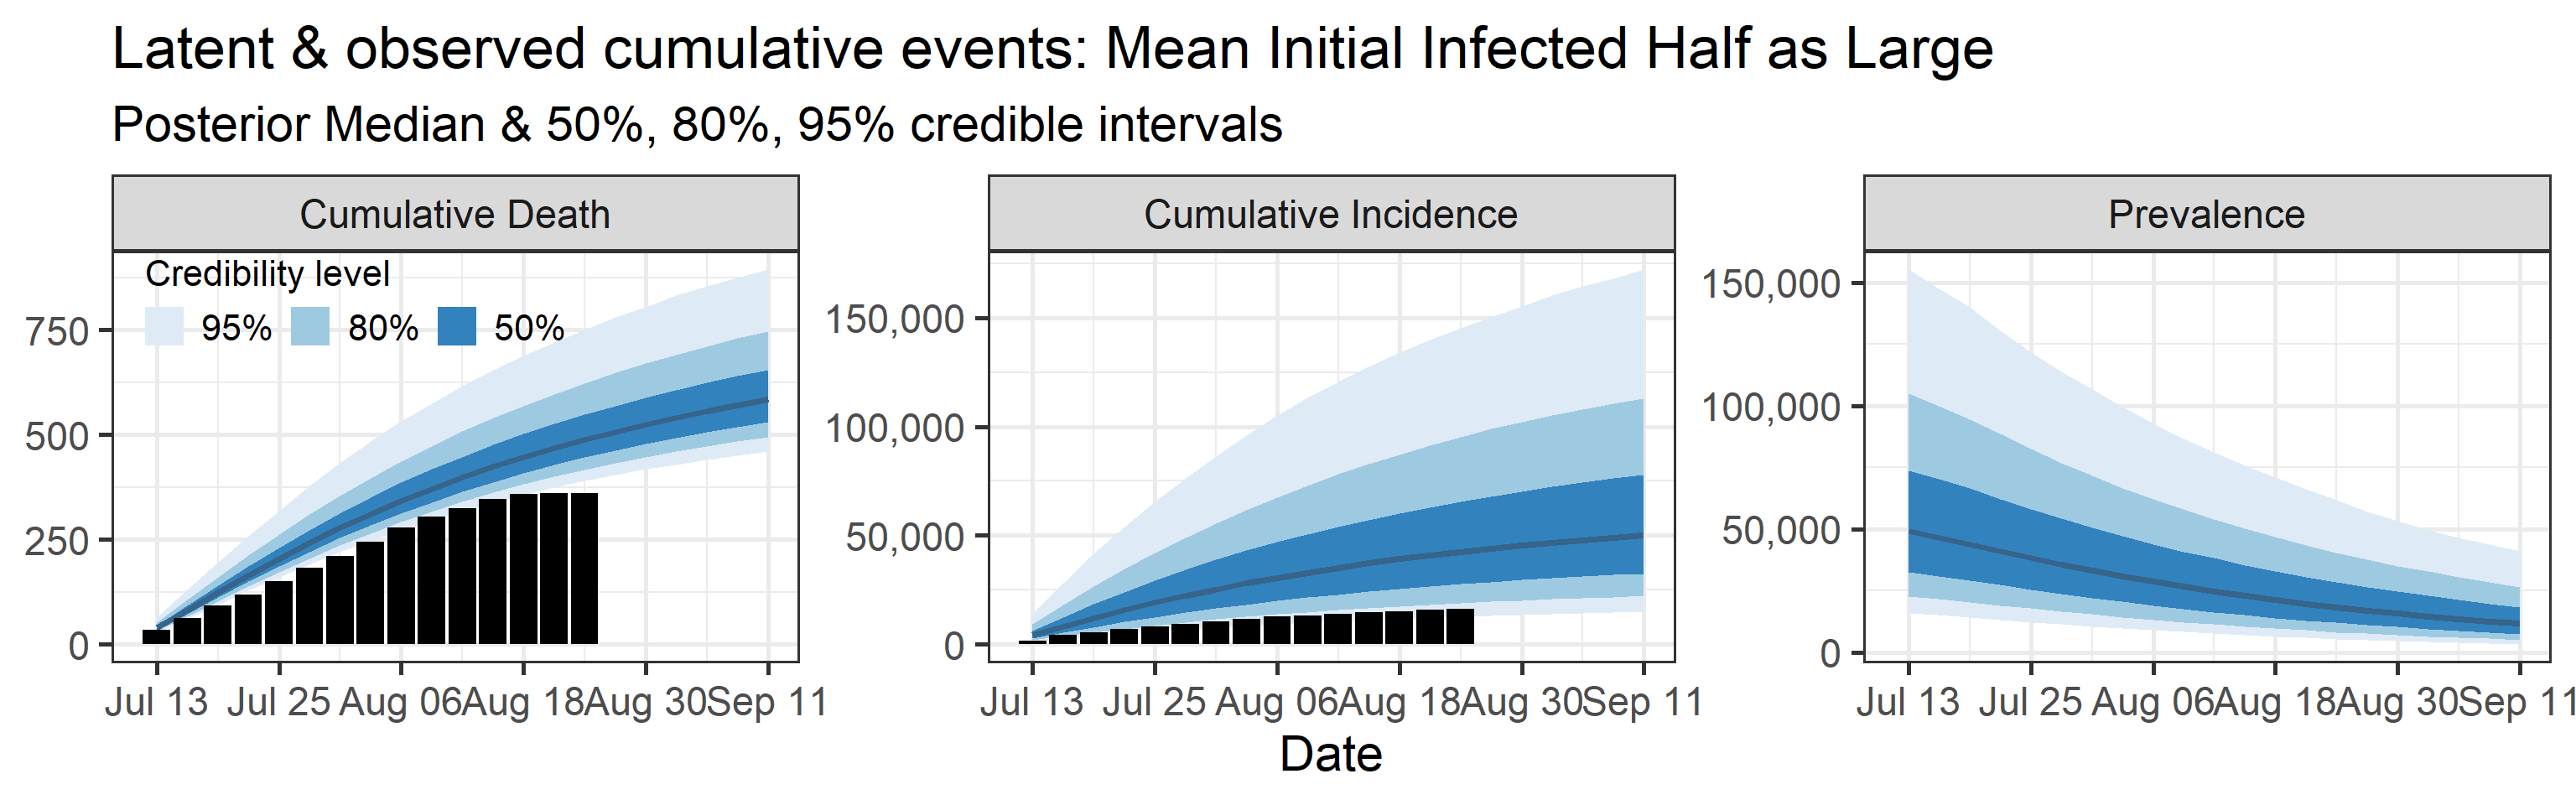 Latent & observed cumulative events: Mean Initial Infected Half as Large
Posterior Median & 50%, 80%, 95% credible intervals
Cumulative Death
Credibility level
95% 80% 50%
750
500
250
0
Jul 13 Jul 25 Aug 06 Aug 18 Aug 30 Sep 11
Cumulative Incidence
150,000
100,000
50,000
0
Jul 13 Jul 25 Aug 06 Aug 18 Aug 30 Sep 11
Prevalence
150,000
100,000
50,000
0
Jul 13 Jul 25 Aug 06 Aug 18 Aug 30 Sep 11
Date